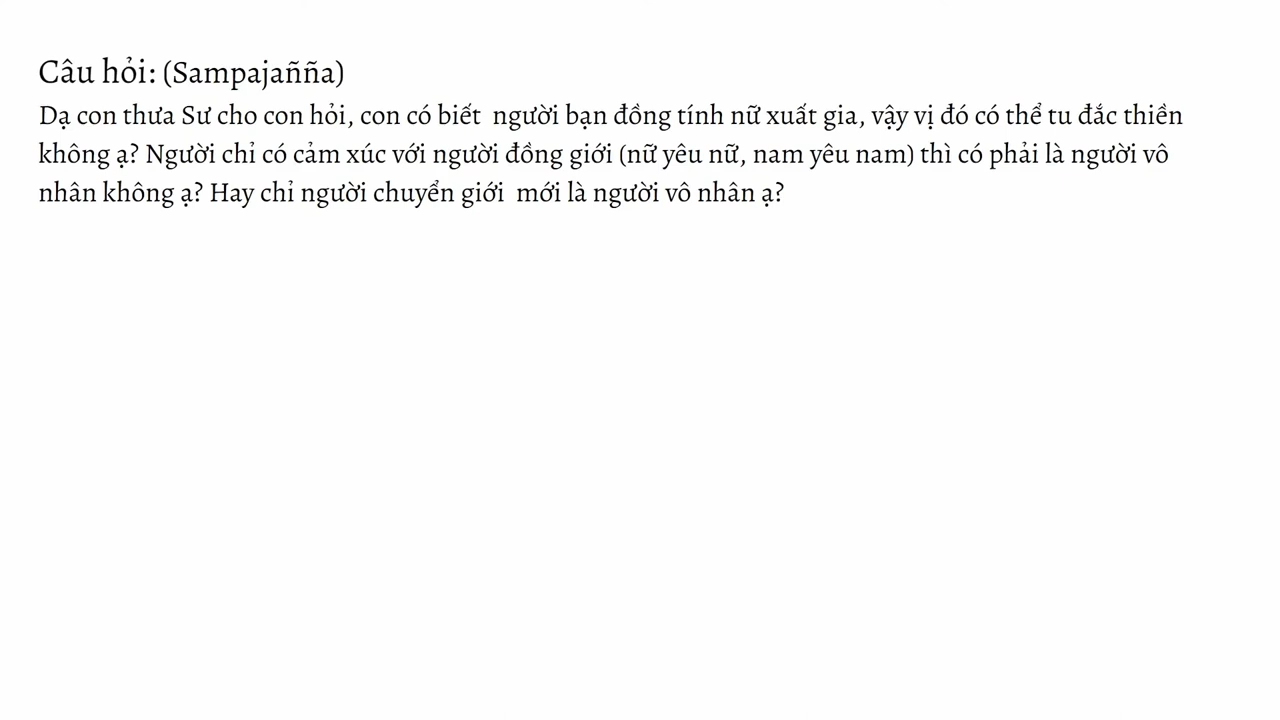 Câu hỏi: (Sampajañña)
Dạ con thưa Sư cho con hỏi, con có biết người bạn đồng tính nữ xuất gia, vậy vị đó có thể tu đắc thiền
không ạ? Người chỉ có cảm xúc với người đồng giới (nữ yêu nữ, nam yêu nam) thì có phải là người vô
nhân không ạ? Hay chỉ người chuyển giới mới là người vô nhân ạ?